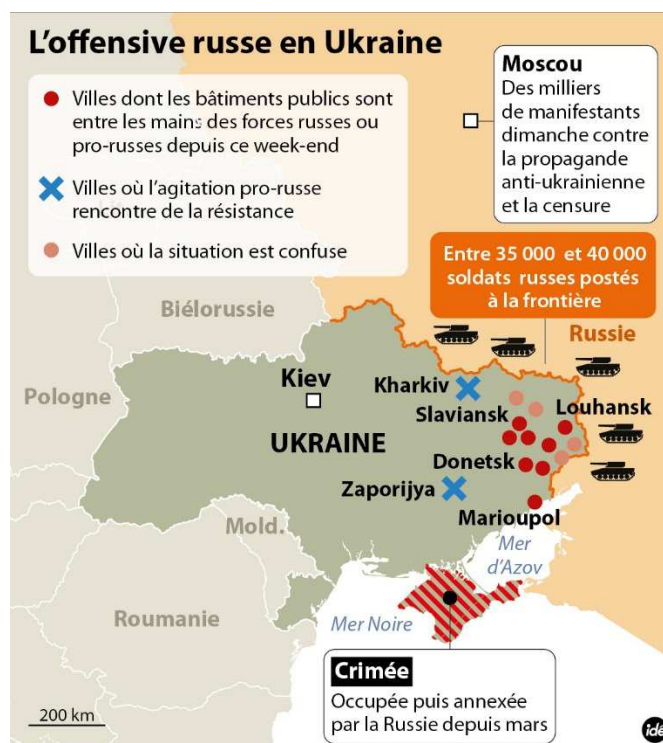 L'offensive russe en Ukraine
Villes dont les bâtiments publics sont
entre les mains des forces russes ou
pro-russes depuis ce week-end
Villes où l'agitation pro-russe
rencontre de la résistance
Villes où la situation est confuse
Moscou
Des milliers
de manifestants
dimanche contre
la propagande
anti-ukrainienne
et la censure
Entre 35 000 et 40 000
soldats russes postés
à la frontière
Biélorussie
Russie
Pologne
Kiev
Kharkiv
Slaviansk
Louhansk
UKRAINE
Donetsk
Zaporijya
Marioupol
Mold.
Mer
d'Azov
Roumanie
Mer Noire
Crimée
Occupée puis annexée
par la Russie depuis mars
200 km
idé